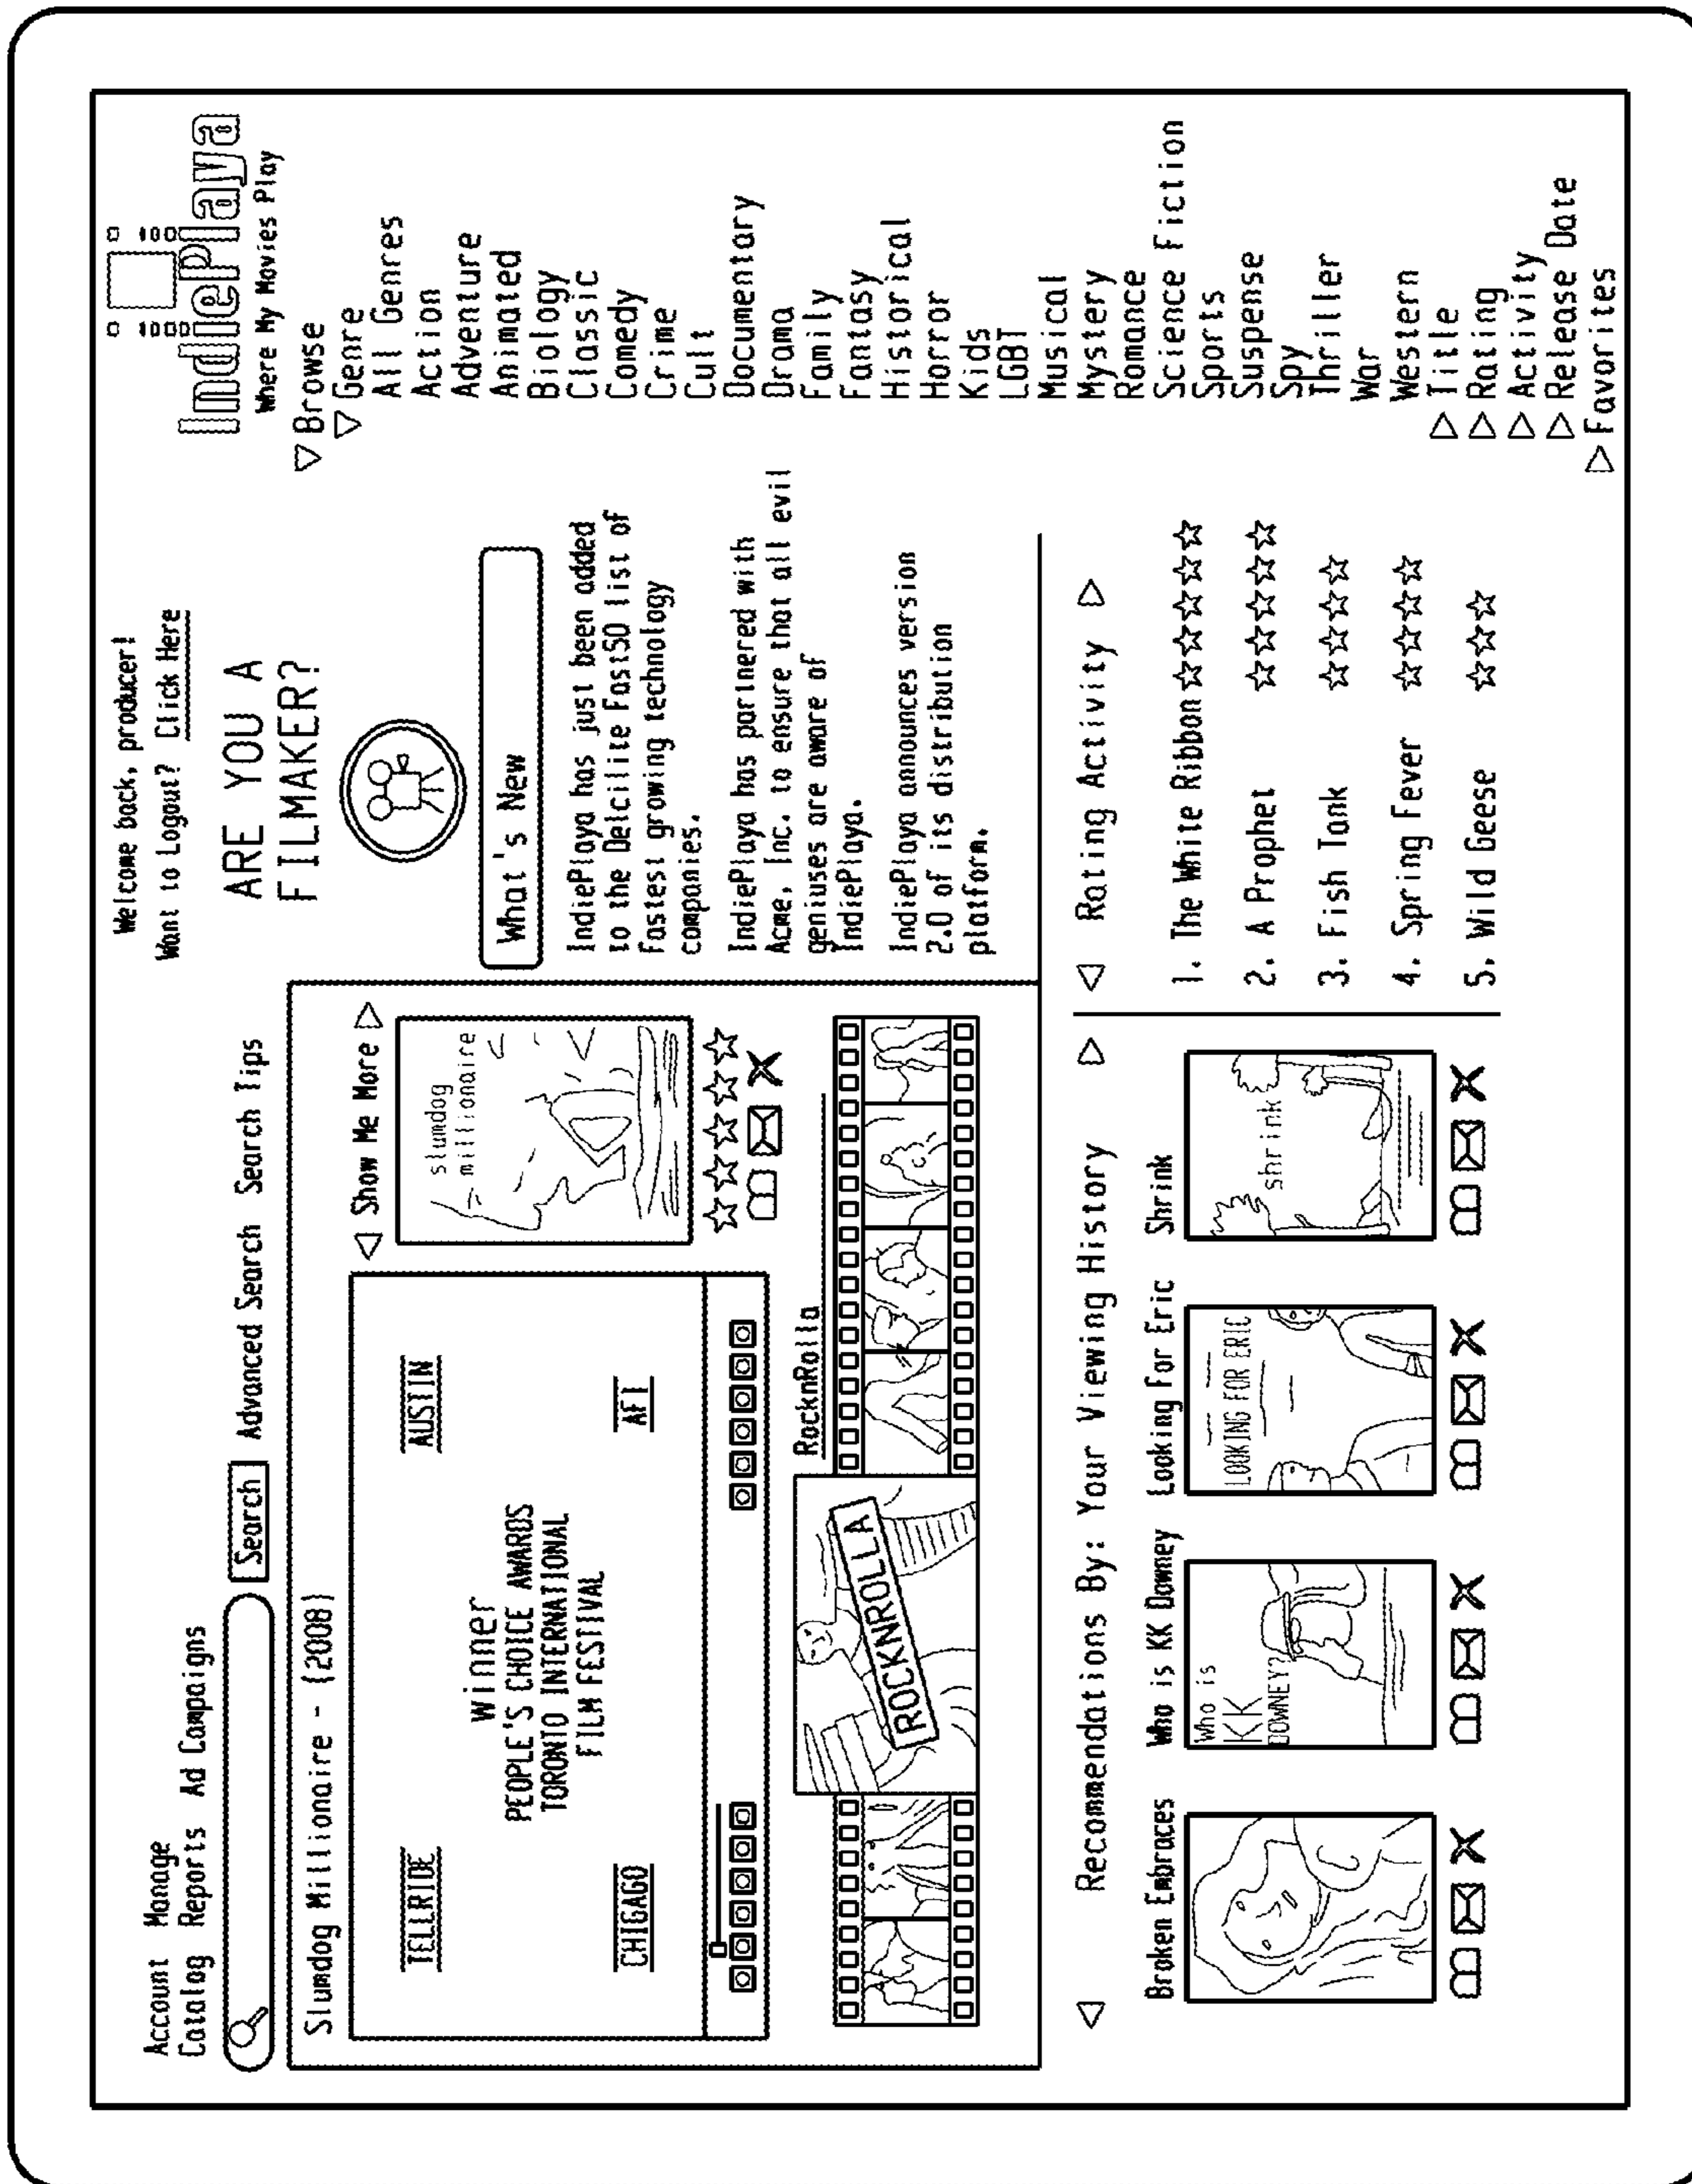 Account Manage
Catalog Reports Ad Campaigns
Search Advanced Search Search Tips
Welcome back, producer!
Want to Logout? Click Here
IndiePlaya
Where My Movies Play
Slumdog Millionaire - (2008)
Show Me More
TELLRIDE
AUSTIN
Winner
PEOPLE'S CHOICE AWARDS
TORONTO INTERNATIONAL
FILM FESTIVAL
CHIGAGO
AFI
slumdog
millionaire
RocknRolla
ROCKNROLLA
ARE YOU A
FILMAKER?
What's New
IndiePlaya has just been added
to the Delcilite Fast50 list of
fastes growing technology
companies.
IndiePlaya has partnered with
Acme, Inc. to ensure that all evil
geniuses are aware of
IndiePlaya.
IndiePlaya announces version
2.0 of its distribution
platform.
Browse
Genre
All Genres
Action
Adventure
Animated
Biology
Classic
Comedy
Crime
Cult
Documentary
Drama
Family
Fantasy
Historical
Horror
Kids
LGBT
Musical
Mystery
Romance
Science Fiction
Sports
Suspense
Spy
Thriller
War
Western
Title
Rating
Activity
Release Date
Favorites
Recommendations By: Your Viewing History
Broken Embraces
Who is KK Downey
Looking For Eric
Shrink
Who is
KK
DOWNEY?
LOOKING FOR ERIC
shrink
Rating Activity
1. The White Ribbon
2. A Prophet
3. Fish Tank
4. Spring Fever
5. Wild Geese